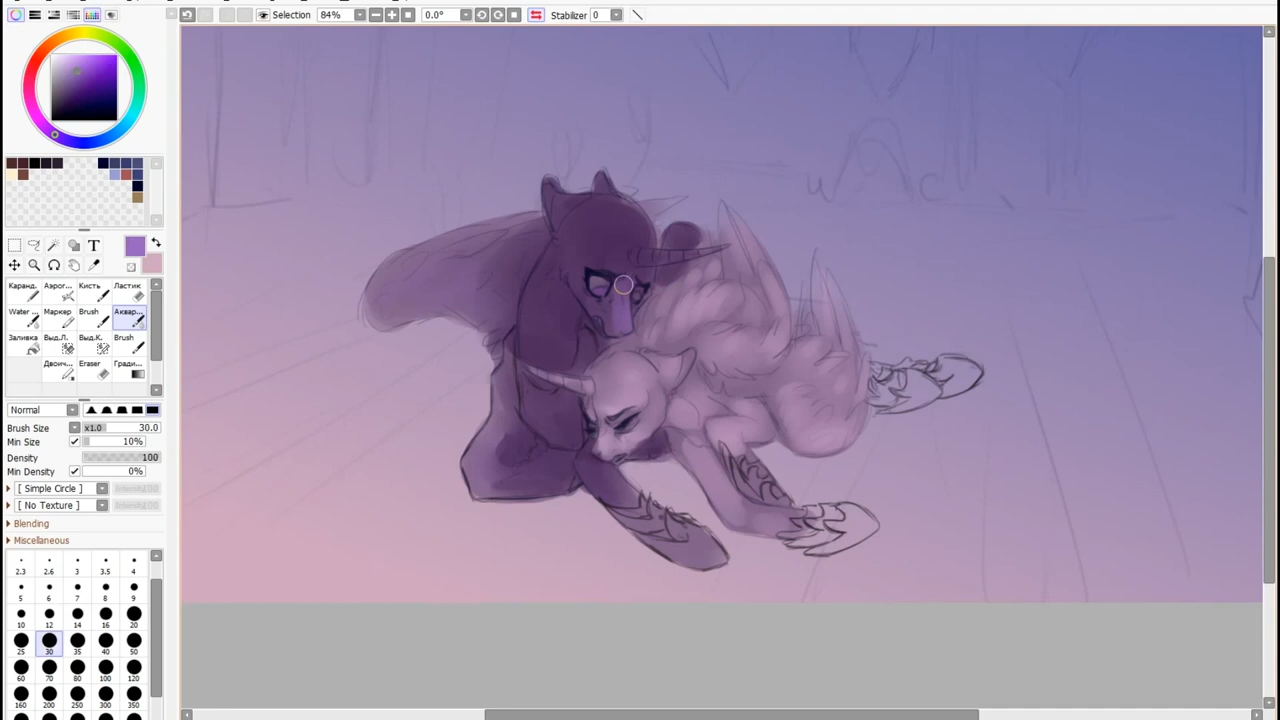 Selection 84% 0.0° Stabilizer 0
T
Каранд. Аэрог... Кисть Ластик
Water ... Маркер Brush Аквар...
Заливка Выд.Л. Выд.К. Brush
Двоич... Eraser Гради...
Normal
Brush Size x1.0 30.0
Min Size 10%
Density 100
Min Density 0%
[ Simple Circle ]
[ No Texture ]
Blending
Miscellaneous
2.3 2.6 3 3.5 4
5 6 7 8 9
10 12 14 16 20
25 30 35 40 50
60 70 80 100 120
160 200 250 300 350